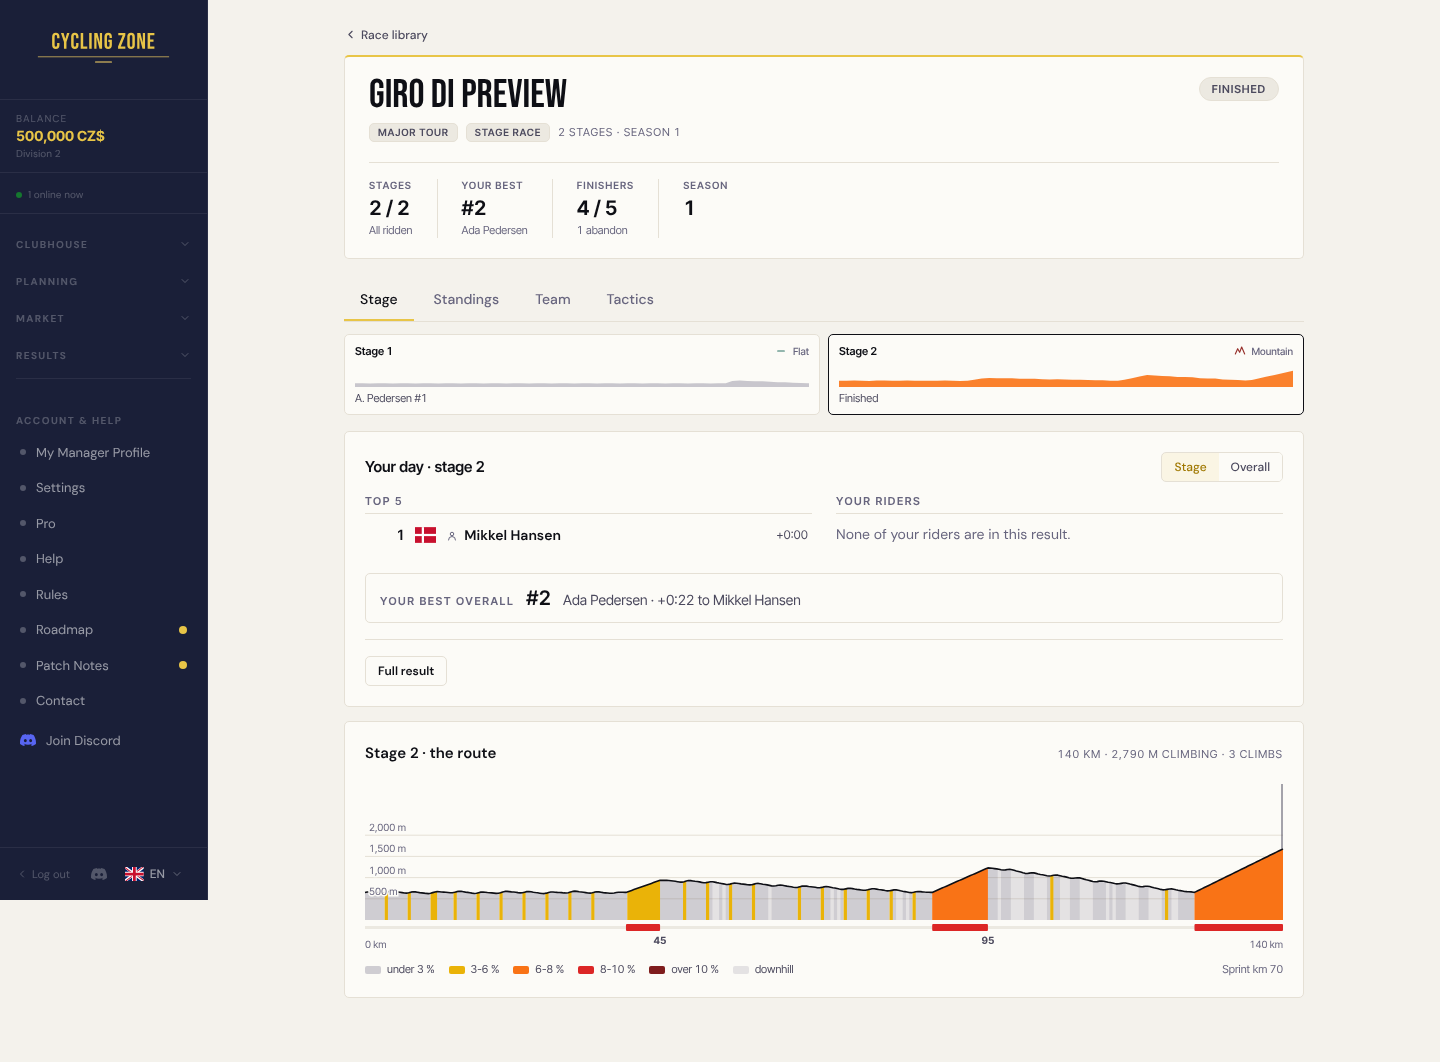 CYCLING ZONE
BALANCE
500,000 CZ$
Division 2
1 online now
CLUBHOUSE
PLANNING
MARKET
RESULTS
ACCOUNT & HELP
My Manager Profile
Settings
Pro
Help
Rules
Roadmap
Patch Notes
Contact
Join Discord
Log out
EN
Race library
GIRO DI PREVIEW
FINISHED
MAJOR TOUR STAGE RACE 2 STAGES · SEASON 1
STAGES YOUR BEST FINISHERS SEASON
2 / 2 #2 4 / 5 1
All ridden Ada Pedersen 1 abandon
Stage Standings Team Tactics
Stage 1 Flat
A. Pedersen #1
Stage 2 Mountain
Finished
Your day · stage 2
Stage Overall
TOP 5
1 Mikkel Hansen +0:00
YOUR RIDERS
None of your riders are in this result.
YOUR BEST OVERALL #2 Ada Pedersen · +0:22 to Mikkel Hansen
Full result
Stage 2 · the route
140 KM · 2,790 M CLIMBING · 3 CLIMBS
2,000 m
1,500 m
1,000 m
500 m
0 km 45 95 140 km
under 3 % 3-6 % 6-8 % 8-10 % over 10 % downhill
Sprint km 70